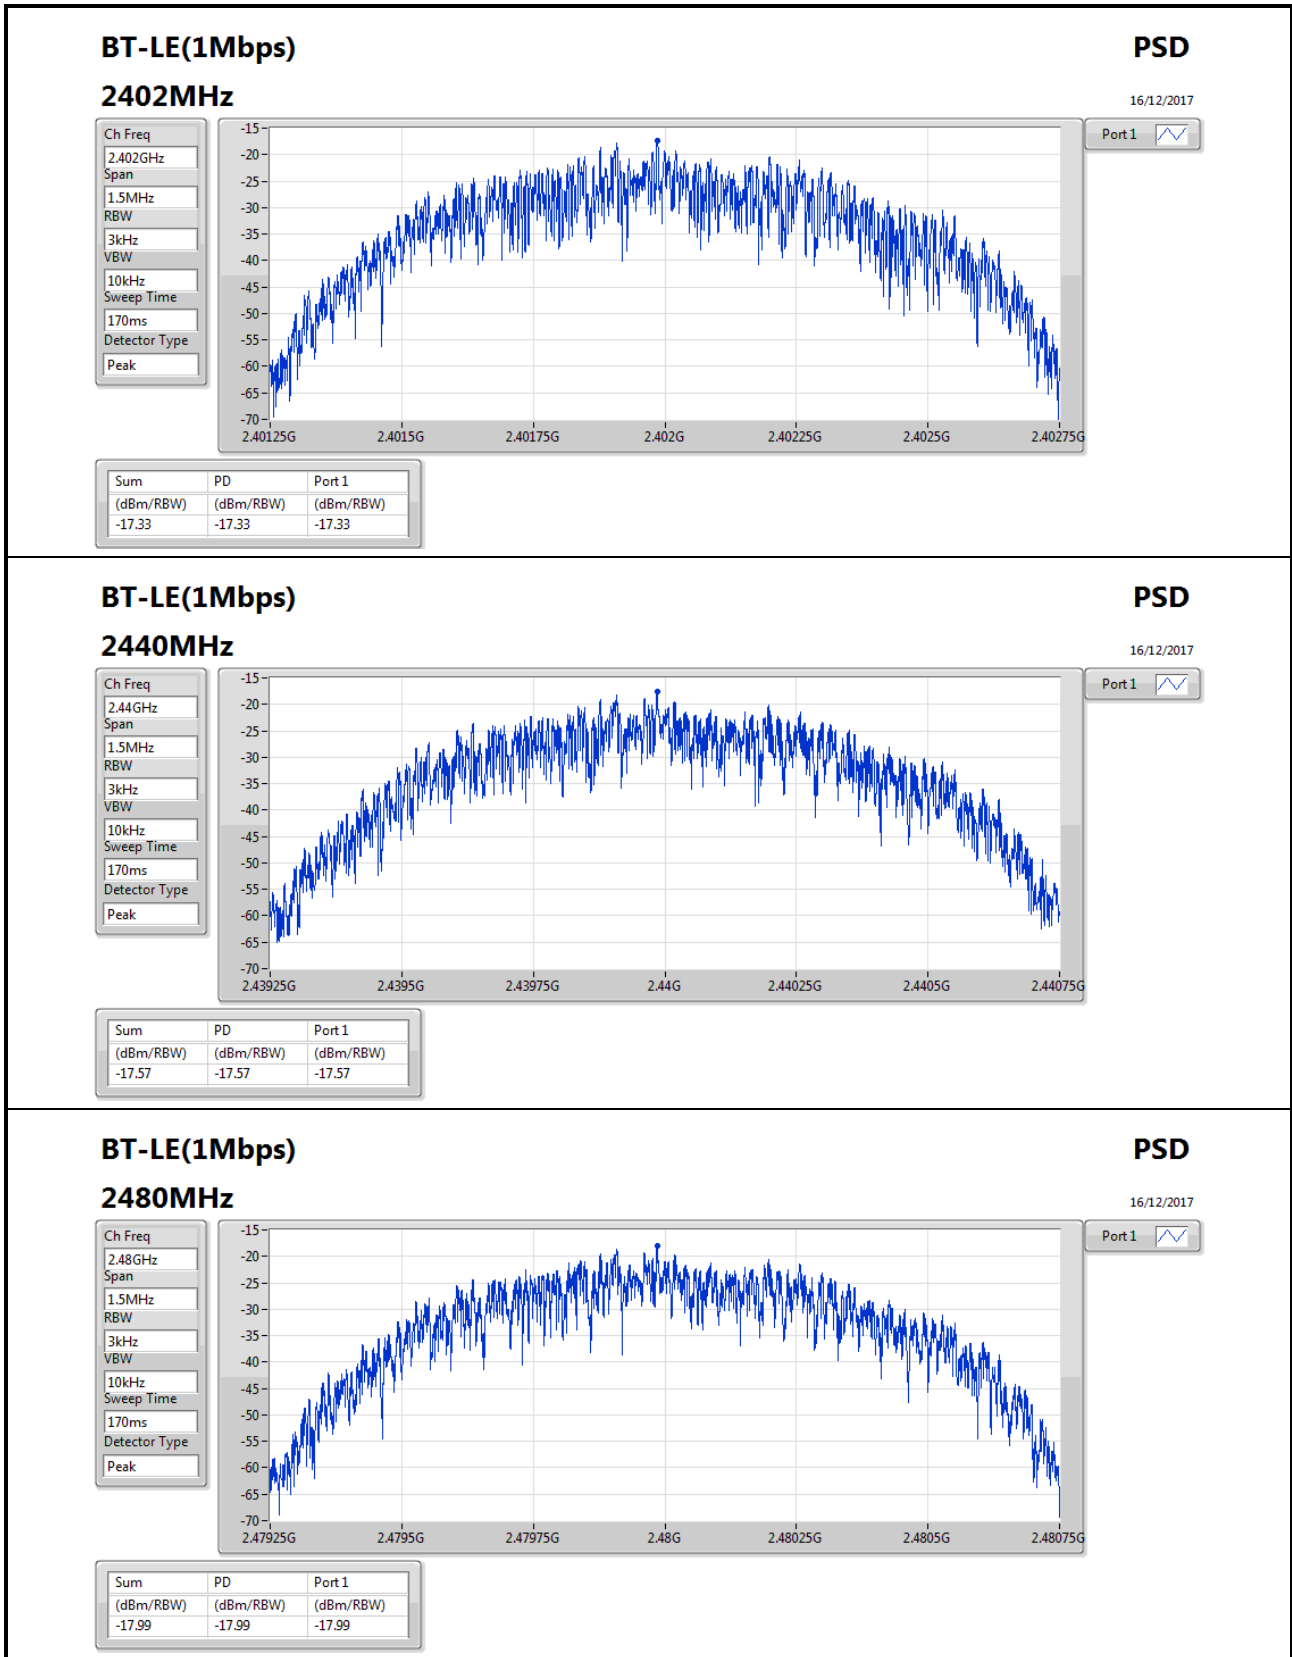 BT-LE(1Mbps) PSD
2402MHz 16/12/2017
Ch Freq
2.402GHz
Span
1.5MHz
RBW
3kHz
VBW
10kHz
Sweep Time
170ms
Detector Type
Peak
-15
-20
-25
-30
-35
-40
-45
-50
-55
-60
-65
-70
2.40125G 2.4015G 2.40175G 2.402G 2.40225G 2.4025G 2.40275G
Port 1
Sum PD Port 1
(dBm/RBW) (dBm/RBW) (dBm/RBW)
-17.33 -17.33 -17.33
BT-LE(1Mbps) PSD
2440MHz 16/12/2017
Ch Freq
2.44GHz
Span
1.5MHz
RBW
3kHz
VBW
10kHz
Sweep Time
170ms
Detector Type
Peak
-15
-20
-25
-30
-35
-40
-45
-50
-55
-60
-65
-70
2.43925G 2.4395G 2.43975G 2.44G 2.44025G 2.4405G 2.44075G
Port 1
Sum PD Port 1
(dBm/RBW) (dBm/RBW) (dBm/RBW)
-17.57 -17.57 -17.57
BT-LE(1Mbps) PSD
2480MHz 16/12/2017
Ch Freq
2.48GHz
Span
1.5MHz
RBW
3kHz
VBW
10kHz
Sweep Time
170ms
Detector Type
Peak
-15
-20
-25
-30
-35
-40
-45
-50
-55
-60
-65
-70
2.47925G 2.4795G 2.47975G 2.48G 2.48025G 2.4805G 2.48075G
Port 1
Sum PD Port 1
(dBm/RBW) (dBm/RBW) (dBm/RBW)
-17.99 -17.99 -17.99